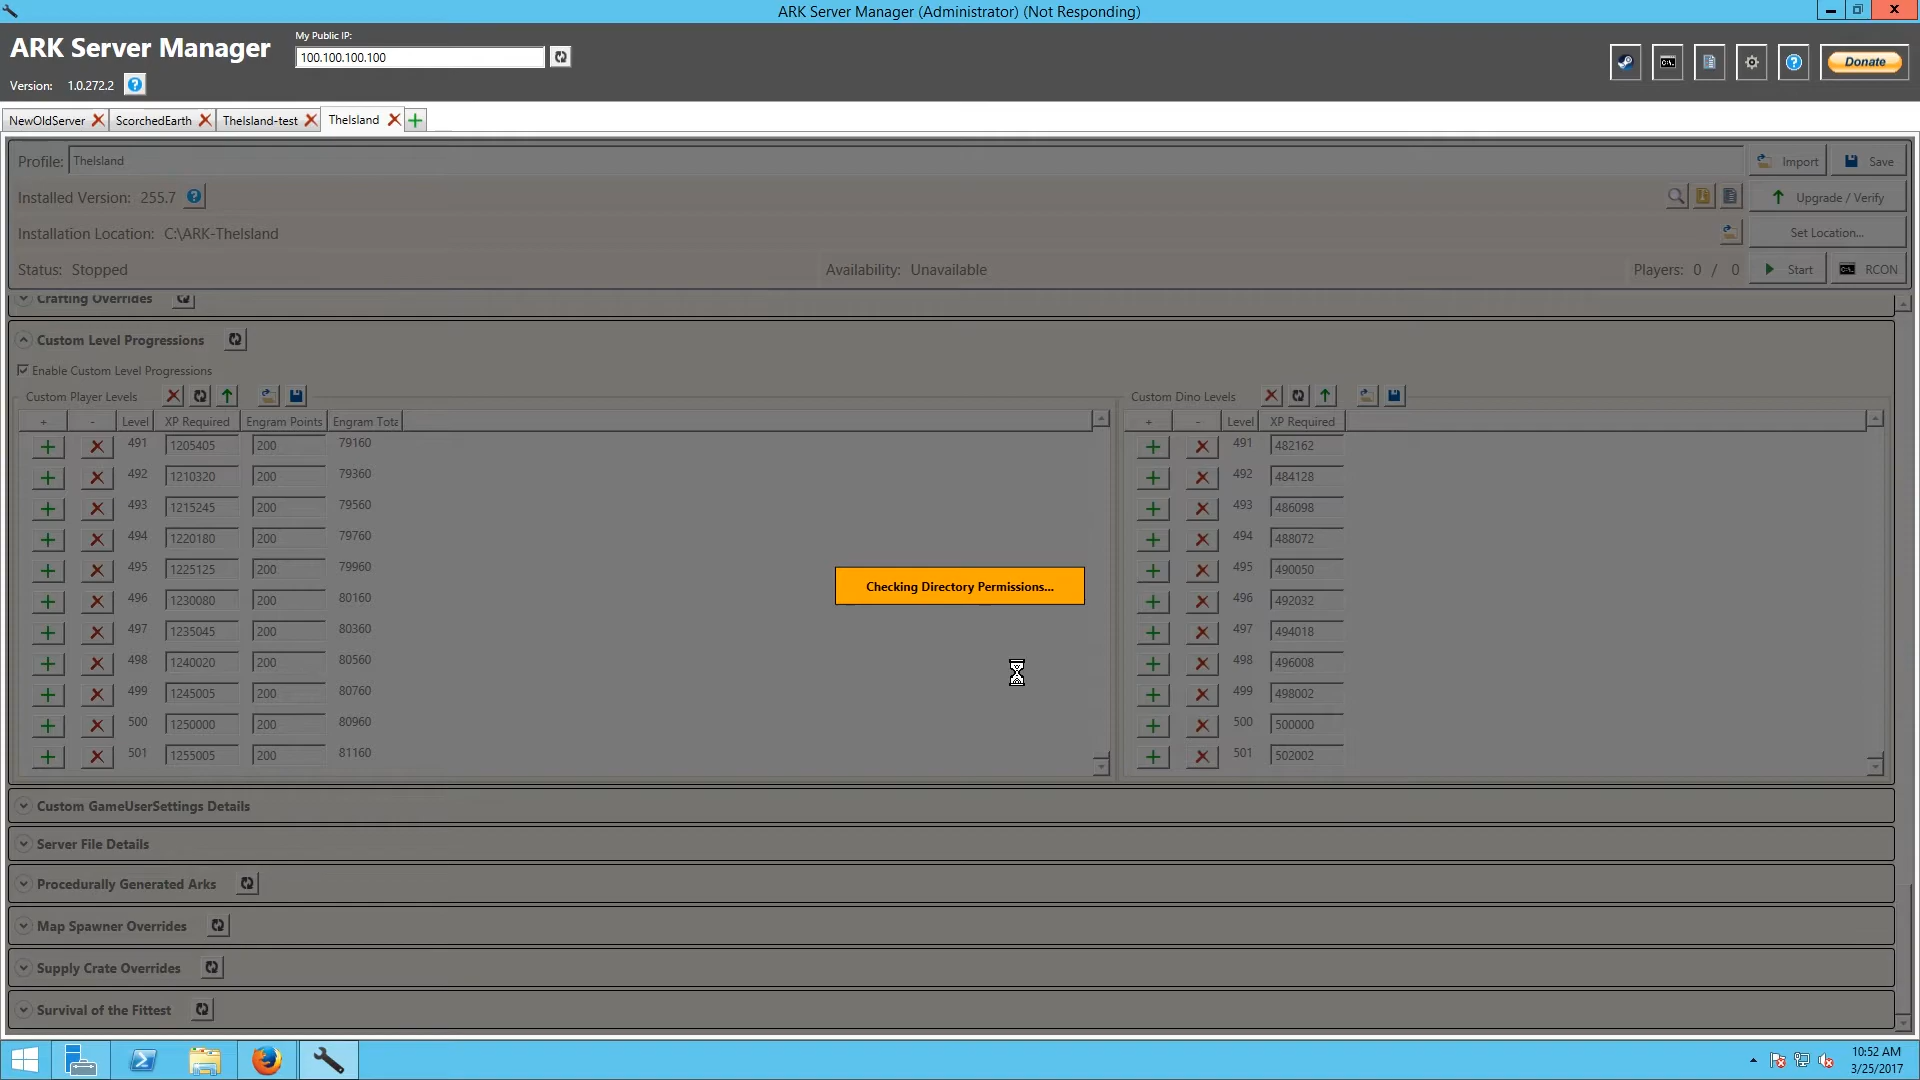 ARK Server Manager (Administrator) (Not Responding)
ARK Server Manager
My Public IP:
100.100.100.100
Version: 1.0.272.2
Donate
NewOldServer
ScorchedEarth
TheIsland-test
TheIsland
Profile: TheIsland
Import
Save
Installed Version: 255.7
Upgrade / Verify
Installation Location: C:\ARK-TheIsland
Set Location...
Status: Stopped
Availability: Unavailable
Players: 0 / 0
Start
RCON
Crafting Overrides
Custom Level Progressions
Enable Custom Level Progressions
Custom Player Levels
+ - Level XP Required Engram Points Engram Tota
491 1205405 200 79160
492 1210320 200 79360
493 1215245 200 79560
494 1220180 200 79760
495 1225125 200 79960
496 1230080 200 80160
497 1235045 200 80360
498 1240020 200 80560
499 1245005 200 80760
500 1250000 200 80960
501 1255005 200 81160
Custom Dino Levels
+ - Level XP Required
491 482162
492 484128
493 486098
494 488072
495 490050
496 492032
497 494018
498 496008
499 498002
500 500000
501 502002
Checking Directory Permissions...
Custom GameUserSettings Details
Server File Details
Procedurally Generated Arks
Map Spawner Overrides
Supply Crate Overrides
Survival of the Fittest
10:52 AM
3/25/2017